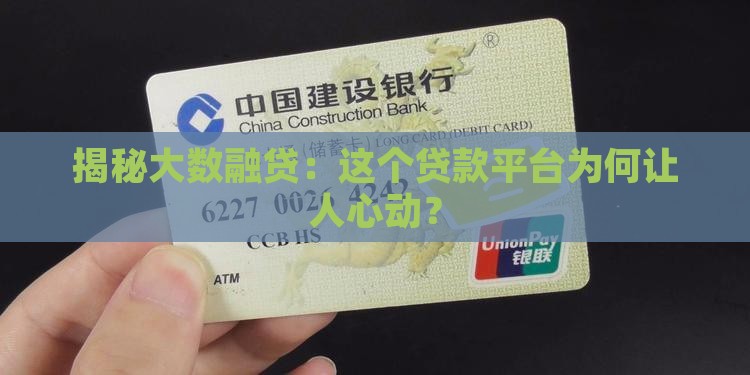 ®
中国建设银行
China Construction Bank
(储蓄卡) LONG CARD (DEBIT CARD)
揭秘大数融贷：这个贷款平台为何让
人心动？
6227 0026 4242
CCB HS
UnionPay
银联
ATM